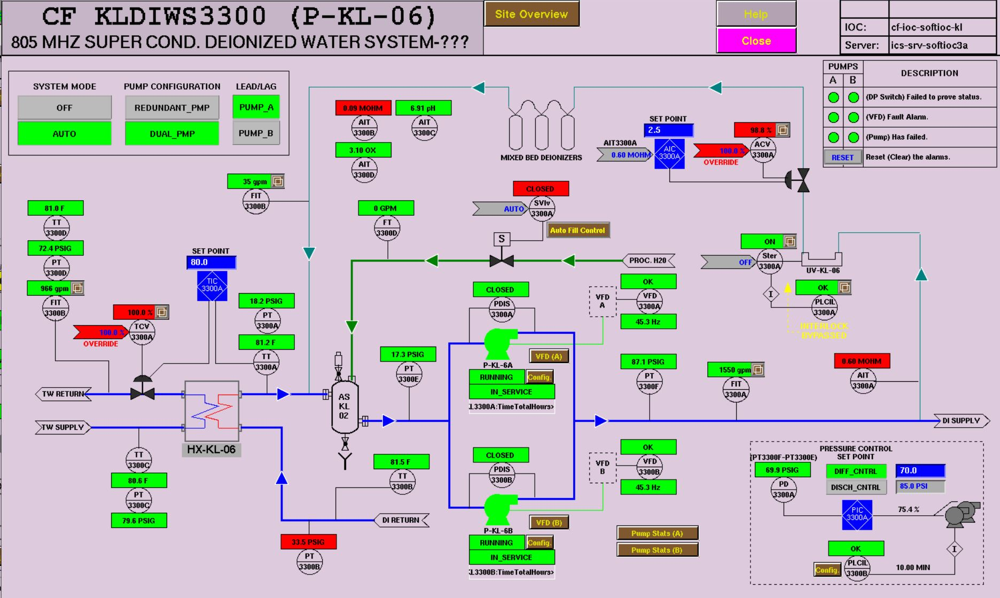 CF KLDIWS3300 (P-KL-06)
805 MHZ SUPER COND. DEIONIZED WATER SYSTEM-???
Site Overview
Help
Close
IOC: cf-ioc-softioc-kl
Server: ics-srv-softioc3a
SYSTEM MODE
OFF
AUTO
PUMP CONFIGURATION
REDUNDANT_PMP
DUAL_PMP
LEAD/LAG
PUMP_A
PUMP_B
PUMPS
A B
DESCRIPTION
(DP Switch) Failed to prove status.
(VFD) Fault Alarm.
(Pump) Has failed.
RESET
Reset (Clear) the alarms.
0.09 MOHM
AIT
3300B
6.91 pH
AIT
3300C
3.10 OX
AIT
3300D
MIXED BED DEIONIZERS
SET POINT
2.5
AIT3300A
0.60 MOHM
AIC
3300A
98.8 %
100.0 %
OVERRIDE
ACV
3300A
35 gpm
FIT
3300B
81.0 F
TT
3300D
72.4 PSIG
PT
3300D
966 gpm
FIT
3300B
0 GPM
FT
3300D
CLOSED
AUTO
SVlv
3300A
Auto Fill Control
S
PROC. H20
ON
OFF
Ster
3300A
UV-KL-06
I
OK
PLCIL
3300A
INTERLOCK
BYPASSED
SET POINT
80.0
TIC
3300A
100.0 %
100.0 %
OVERRIDE
TCV
3300A
18.2 PSIG
PT
3300A
81.2 F
TT
3300A
CLOSED
PDIS
3300A
VFD
A
OK
VFD
3300A
45.3 Hz
VFD (A)
P-KL-6A
RUNNING
Config.
IN_SERVICE
L3300A:TimeTotalHours>
17.3 PSIG
PT
3300E
87.1 PSIG
PT
3300F
1550 gpm
FIT
3300A
0.60 MOHM
AIT
3300A
TW RETURN
TW SUPPLY
HX-KL-06
AS
KL
02
DI SUPPLY
TT
3300C
80.6 F
PT
3300C
79.6 PSIG
81.5 F
TT
3300B
DI RETURN
33.5 PSIG
PT
3300B
CLOSED
PDIS
3300B
VFD
B
OK
VFD
3300B
45.3 Hz
VFD (B)
P-KL-6B
RUNNING
Config.
IN_SERVICE
L3300B:TimeTotalHours>
Pump Stats (A)
Pump Stats (B)
PRESSURE CONTROL
SET POINT
(PT3300F-PT3300E)
69.9 PSIG
DIFF_CNTRL
70.0
DISCH_CNTRL
85.0 PSI
PD
3300A
PIC
3300A
75.4 %
OK
PLCIL
3300B
Config.
10.00 MIN
I